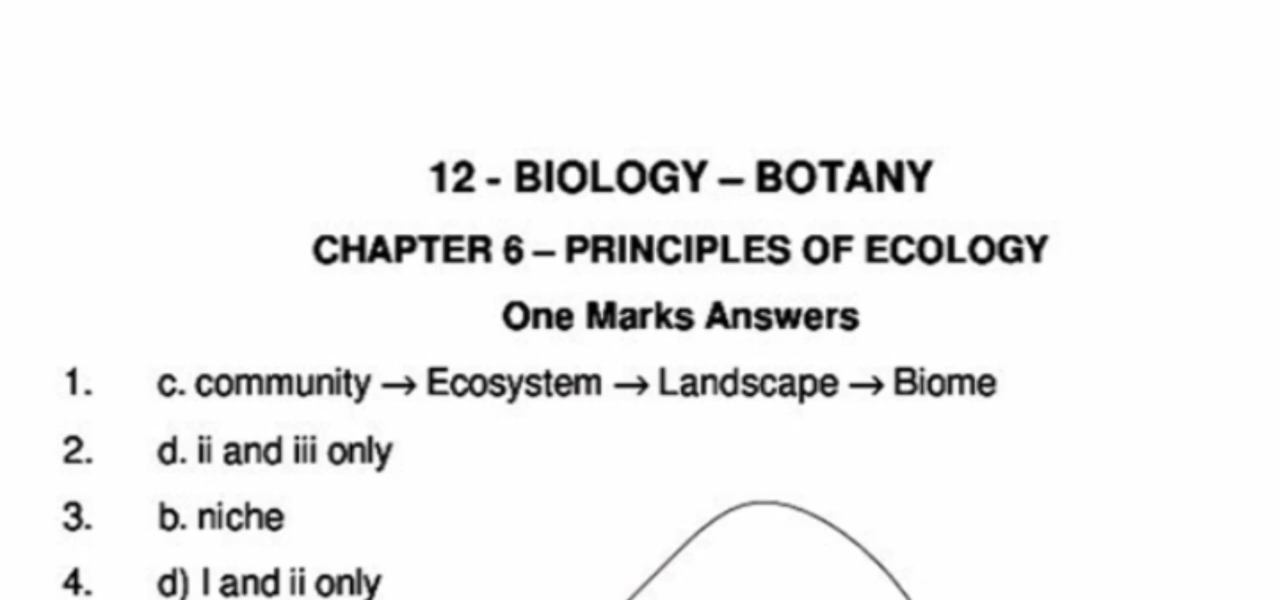 12 - BIOLOGY – BOTANY
CHAPTER 6 – PRINCIPLES OF ECOLOGY
One Marks Answers
1. c. community → Ecosystem → Landscape → Biome
2. d. ii and iii only
3. b. niche
4. d) I and ii only